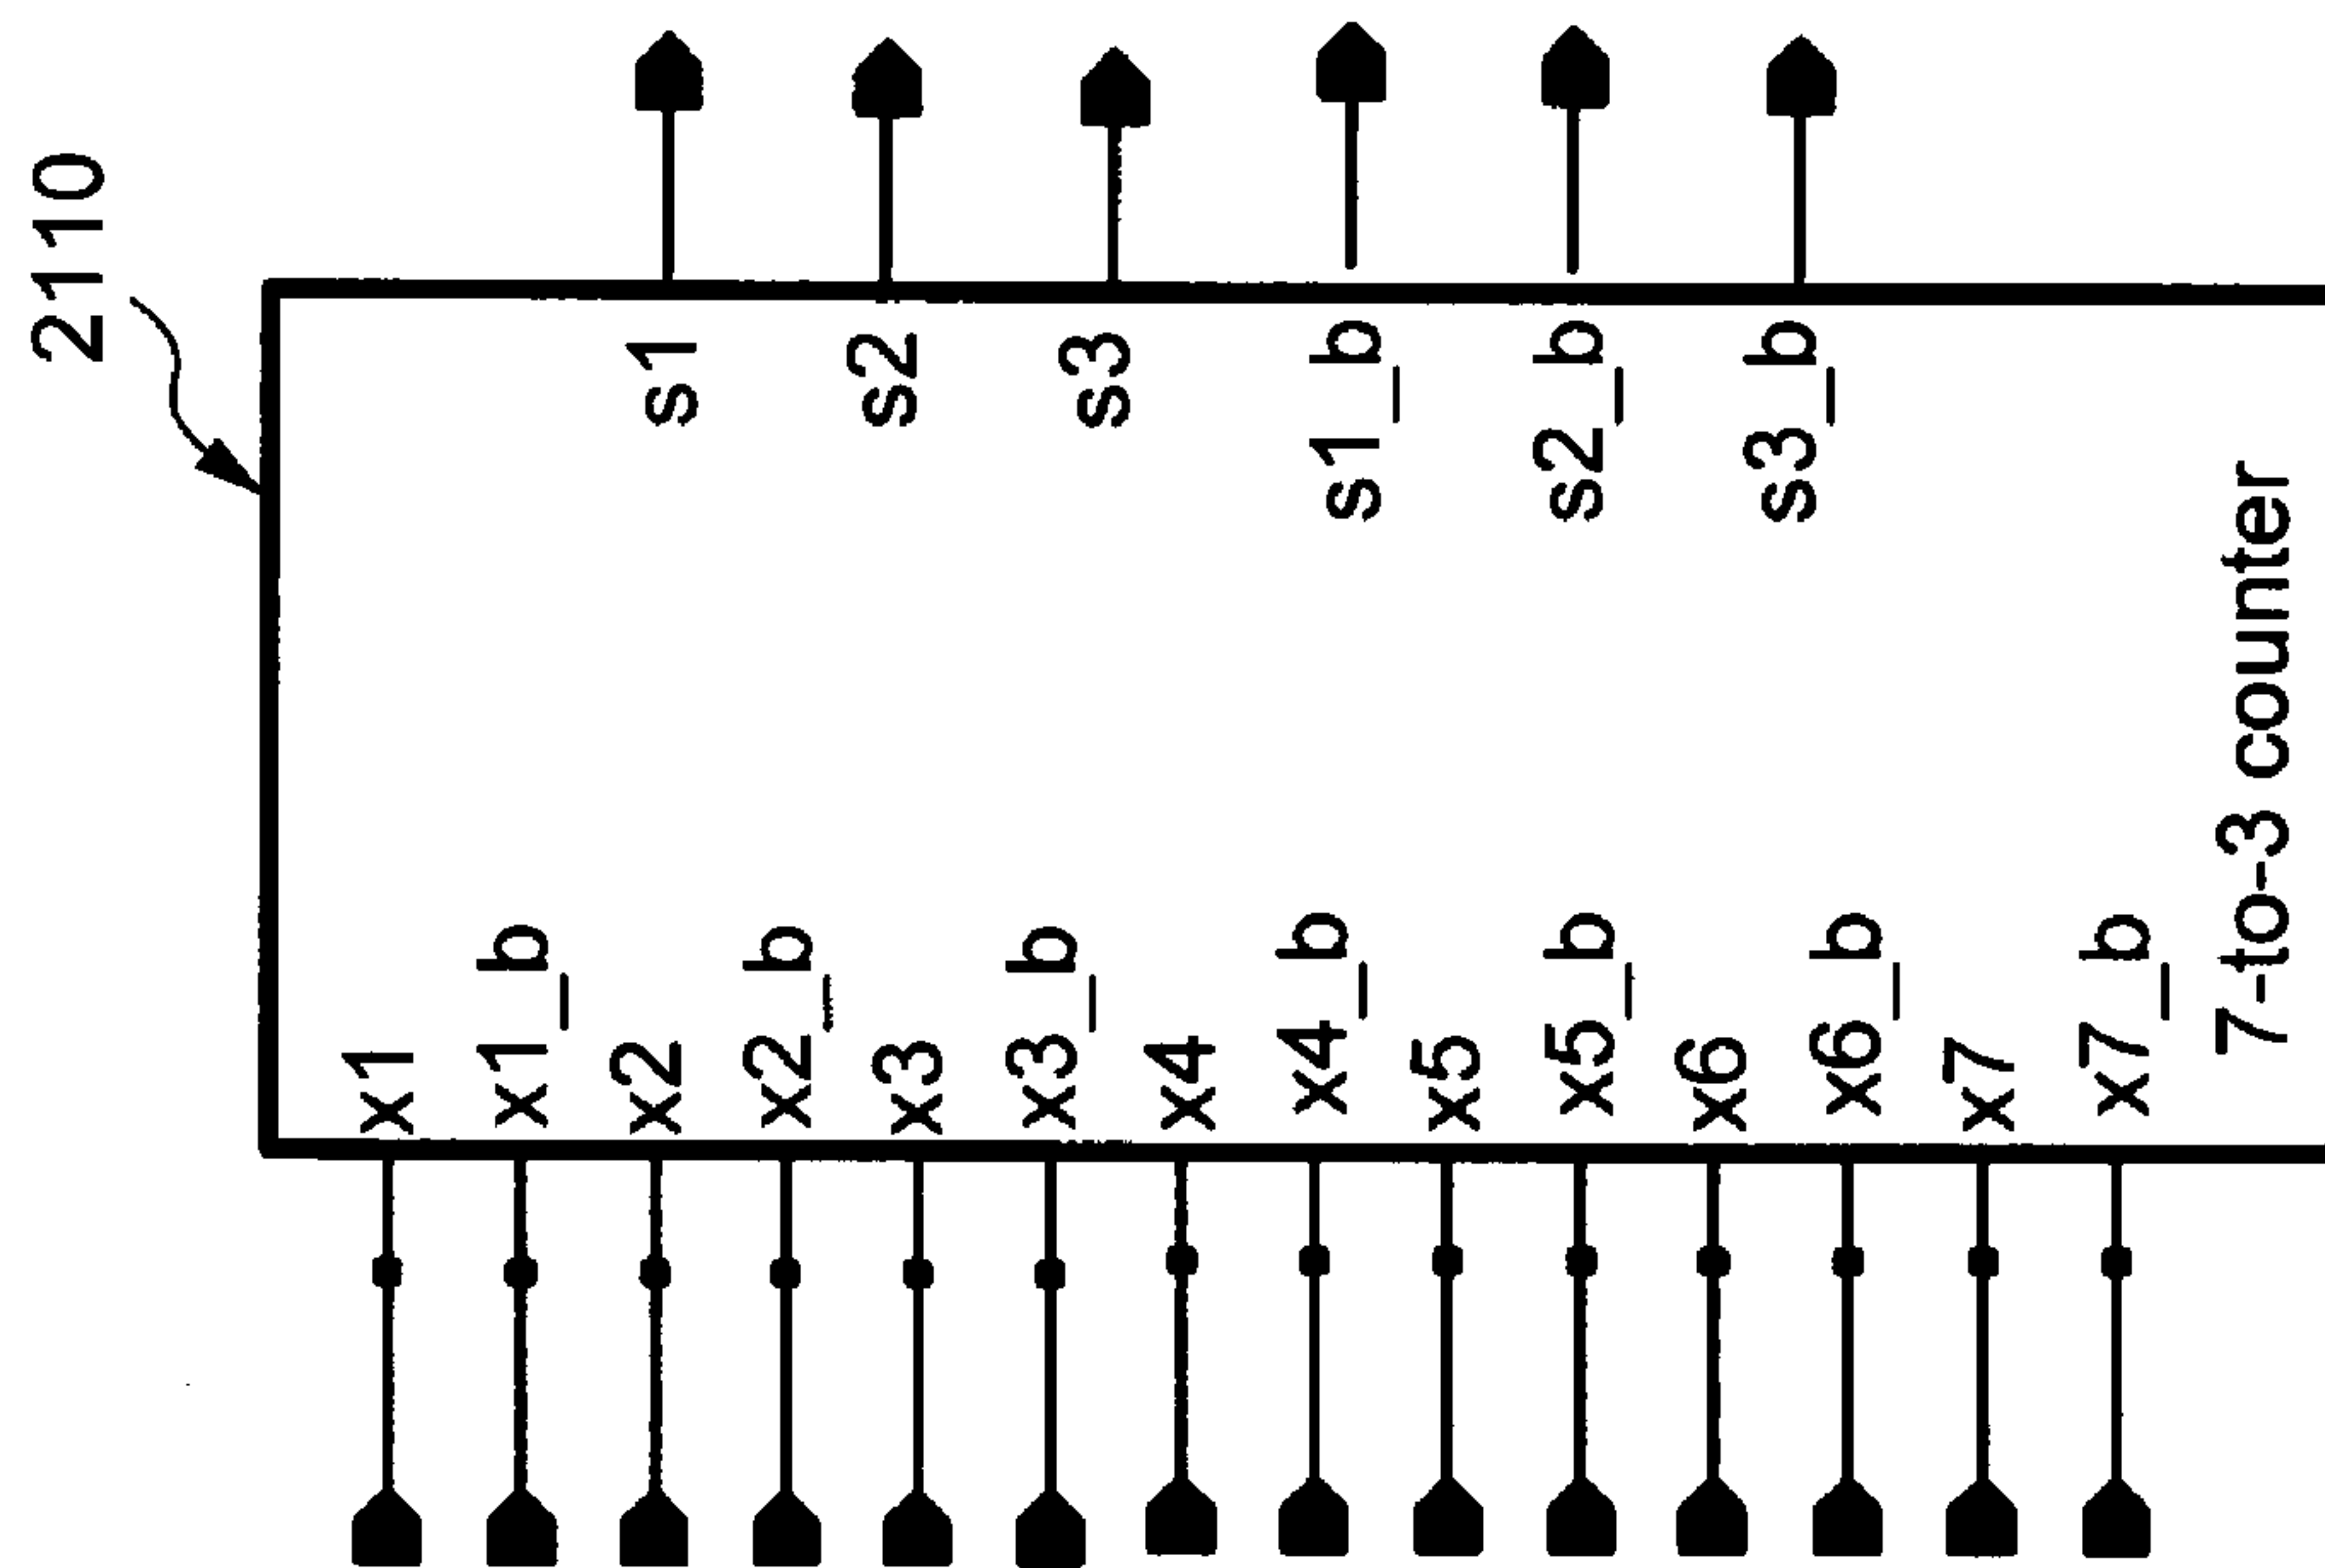 2110
x1
x1_b
x2
x2_b
x3
x3_b
x4
x4_b
x5
x5_b
x6
x6_b
x7
x7_b
s1
s2
s3
s1_b
s2_b
s3_b
7-to-3 counter